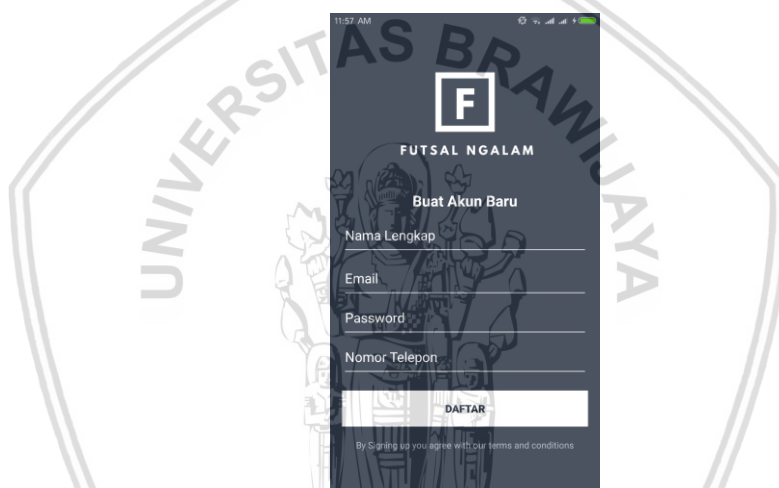 UNIVERSITAS BRAWIJAYA
11:57 AM
F
FUTSAL NGALAM
Buat Akun Baru
Nama Lengkap
Email
Password
Nomor Telepon
DAFTAR
By Signing up you agree with our terms and conditions